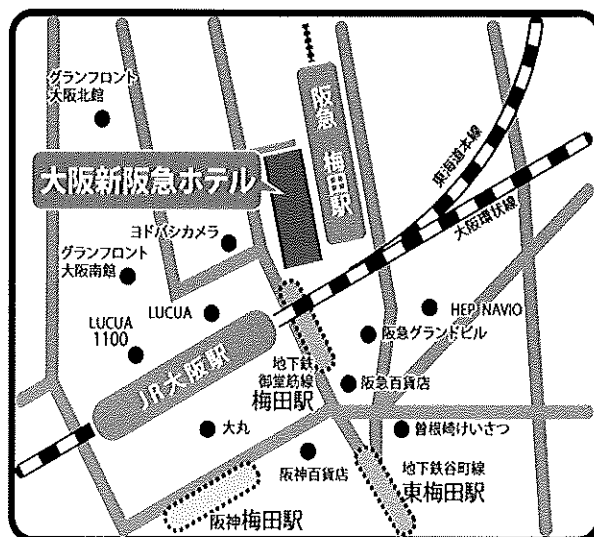 グランフロント
大阪北館
阪急 梅田駅
東海道本線
大阪新阪急ホテル
大阪環状線
ヨドバシカメラ
グランフロント
大阪南館
LUCUA
LUCUA
1100
HEP NAVIO
阪急グランドビル
JR大阪駅
地下鉄
御堂筋線
梅田駅
阪急百貨店
大丸
曽根崎けいさつ
阪神百貨店
地下鉄谷町線
東梅田駅
阪神梅田駅